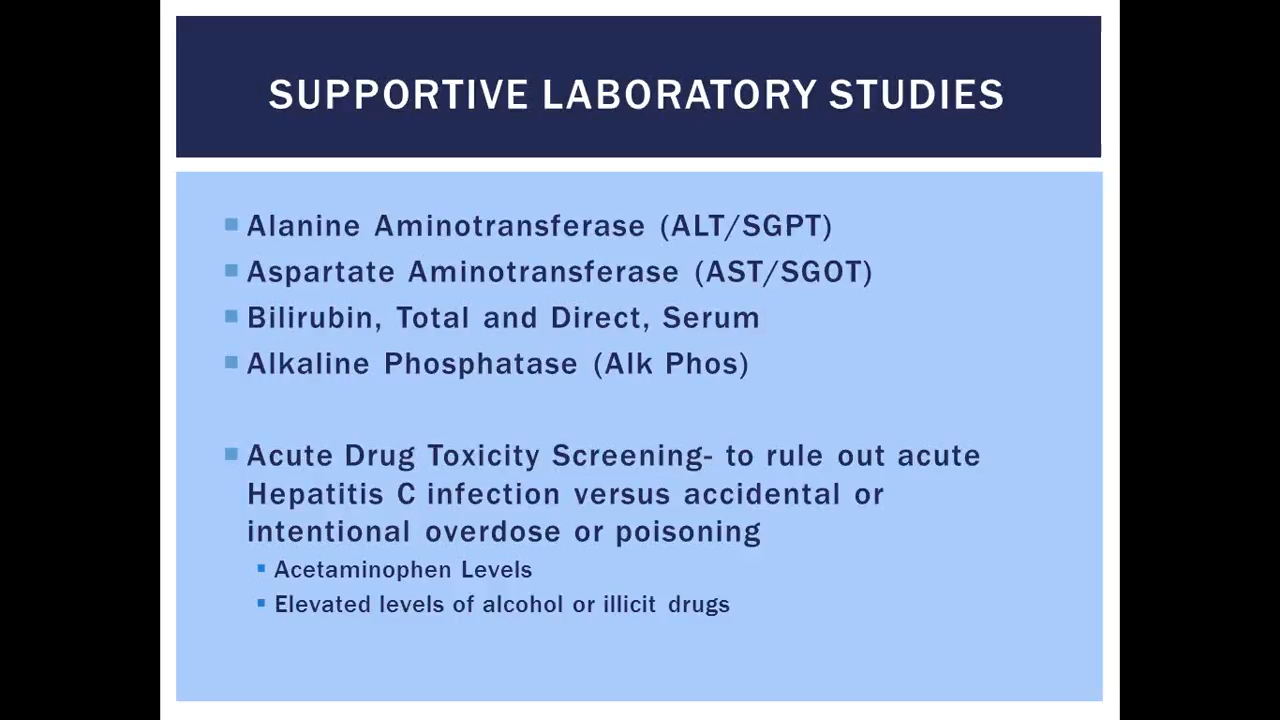 SUPPORTIVE LABORATORY STUDIES
Alanine Aminotransferase (ALT/SGPT)
Aspartate Aminotransferase (AST/SGOT)
Bilirubin, Total and Direct, Serum
Alkaline Phosphatase (Alk Phos)
Acute Drug Toxicity Screening- to rule out acute
Hepatitis C infection versus accidental or
intentional overdose or poisoning
Acetaminophen Levels
Elevated levels of alcohol or illicit drugs